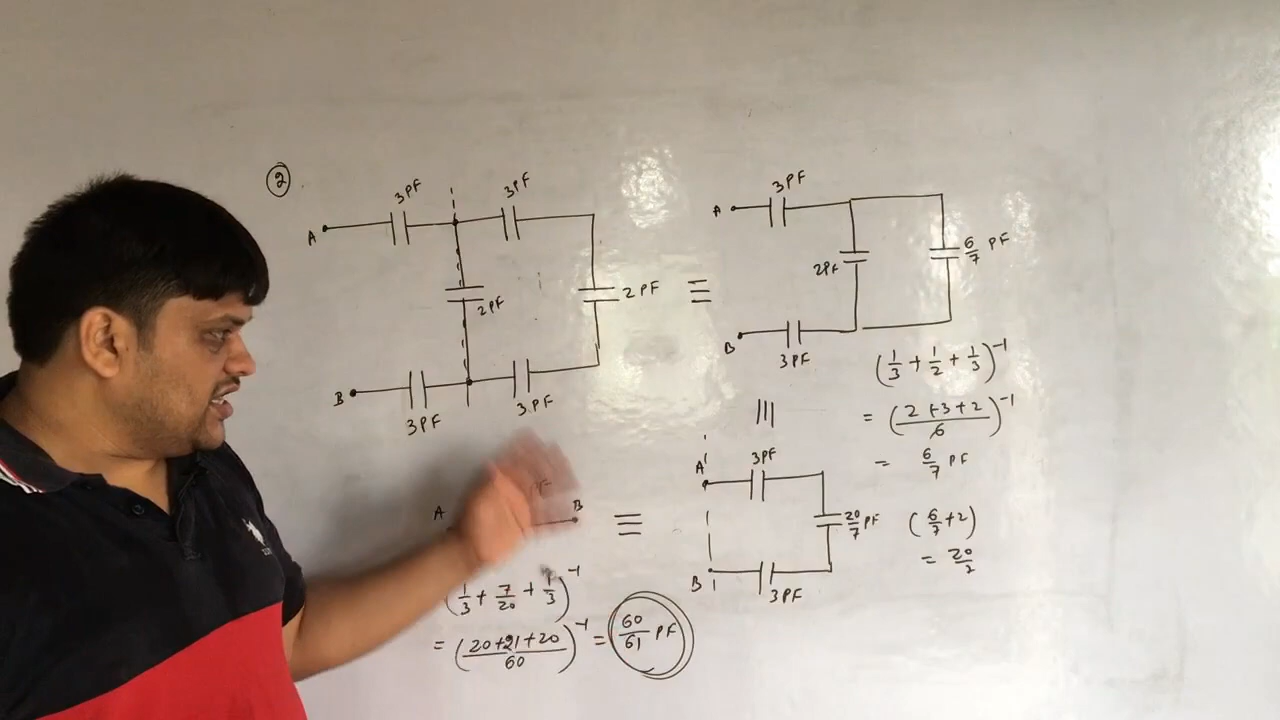 ②
3PF 3PF
A
2PF 2PF
B
3PF 3PF
≡
3PF
A
2PF 6/7 PF
B
3PF
(1/3 + 1/2 + 1/3)⁻¹
= ((2+3+2)/6)⁻¹
= 6/7 PF
≡
A 3PF
20/7 PF
B 3PF
(6/7 + 2)
= 20/7
≡
A B
(1/3 + 7/20 + 1/3)⁻¹
= ((20+21+20)/60)⁻¹ = 60/61 PF